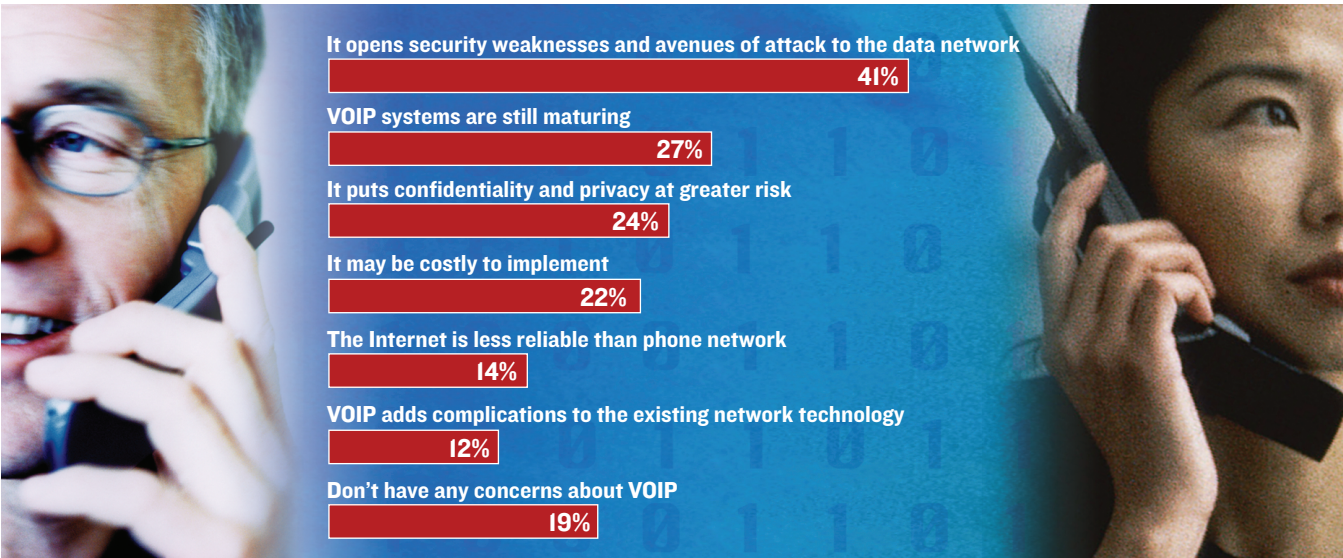 It opens security weaknesses and avenues of attack to the data network
41%
VOIP systems are still maturing
27%
It puts confidentiality and privacy at greater risk
24%
It may be costly to implement
22%
The Internet is less reliable than phone network
14%
VOIP adds complications to the existing network technology
12%
Don't have any concerns about VOIP
19%